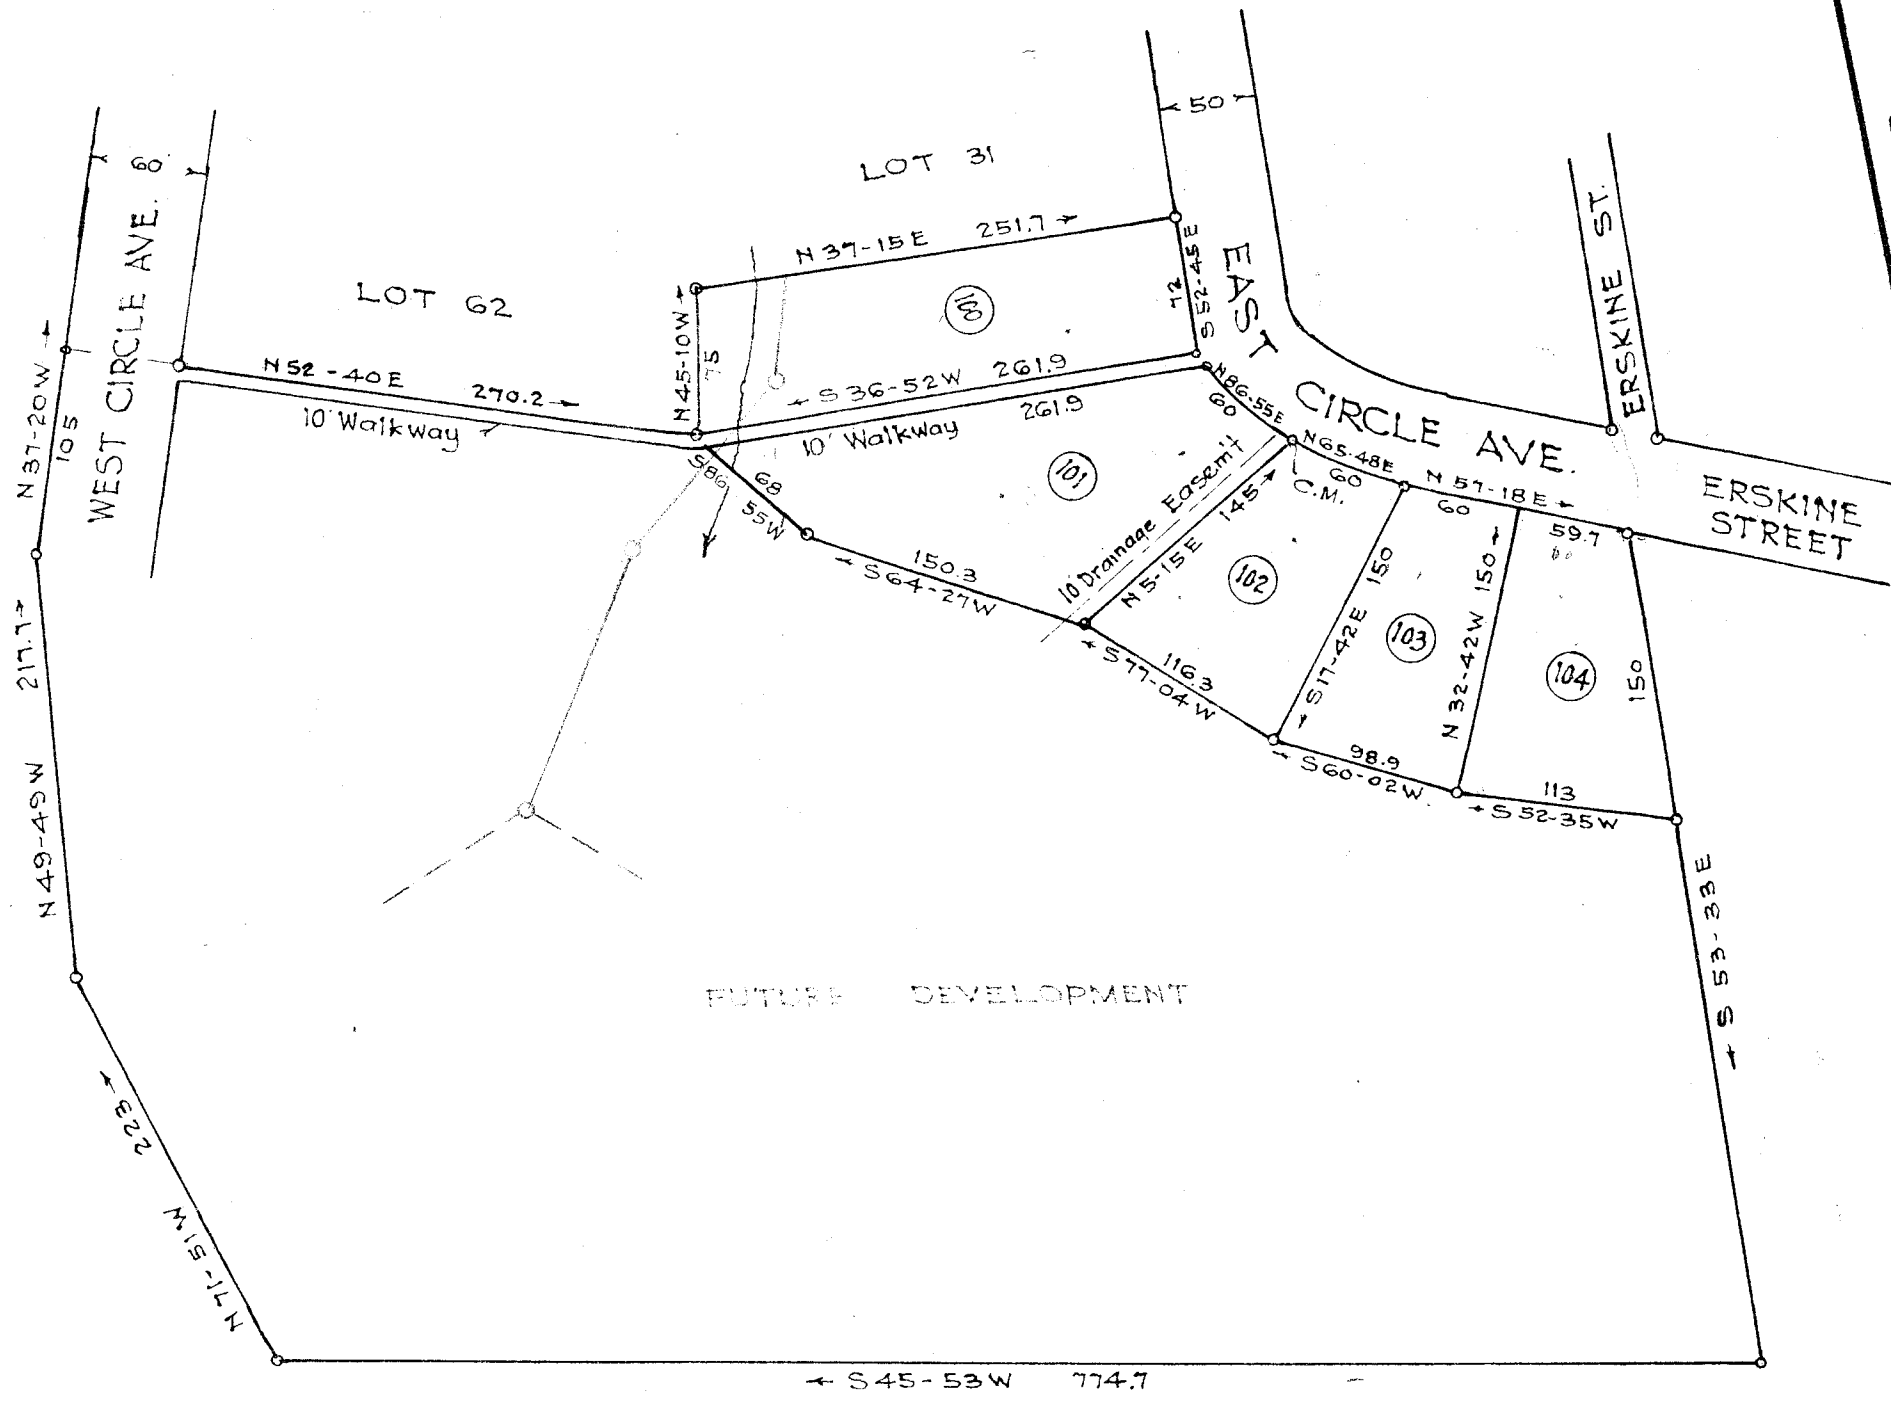 50
60
WEST CIRCLE AVE.
LOT 31
N 37-15 E 251.7
LOT 62
N 45-10W
75
100
72
S 52-45 E
EAST
CIRCLE AVE.
ERSKINE ST.
ERSKINE
STREET
N 37-20W
105
N 52-40 E 270.2
10' Walkway
S 36-52 W 261.9
261.9
10' Walkway
N 86-55 E
60
N 65-48 E
60
C.M.
N 57-18 E
60
59.7
S 86
68
55 W
101
10' Drainage Easem't
N 5-15 E 145
150.3
S 64-27 W
102
S 17-42 E 150
103
N 32-42 W 150
104
150
116.3
S 77-04 W
98.9
S 60-02 W.
113
S 52-35 W
N 49-49 W 217.7
S 53-33 E
FUTURE DEVELOPMENT
223
N 71-51 W
S 45-53 W 774.7